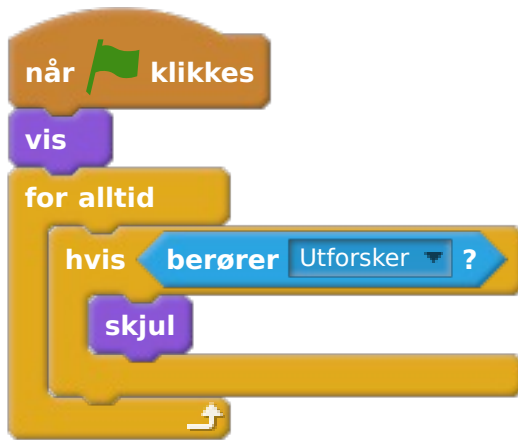 når klikkes
vis
for alltid
hvis berører Utforsker ?
skjul